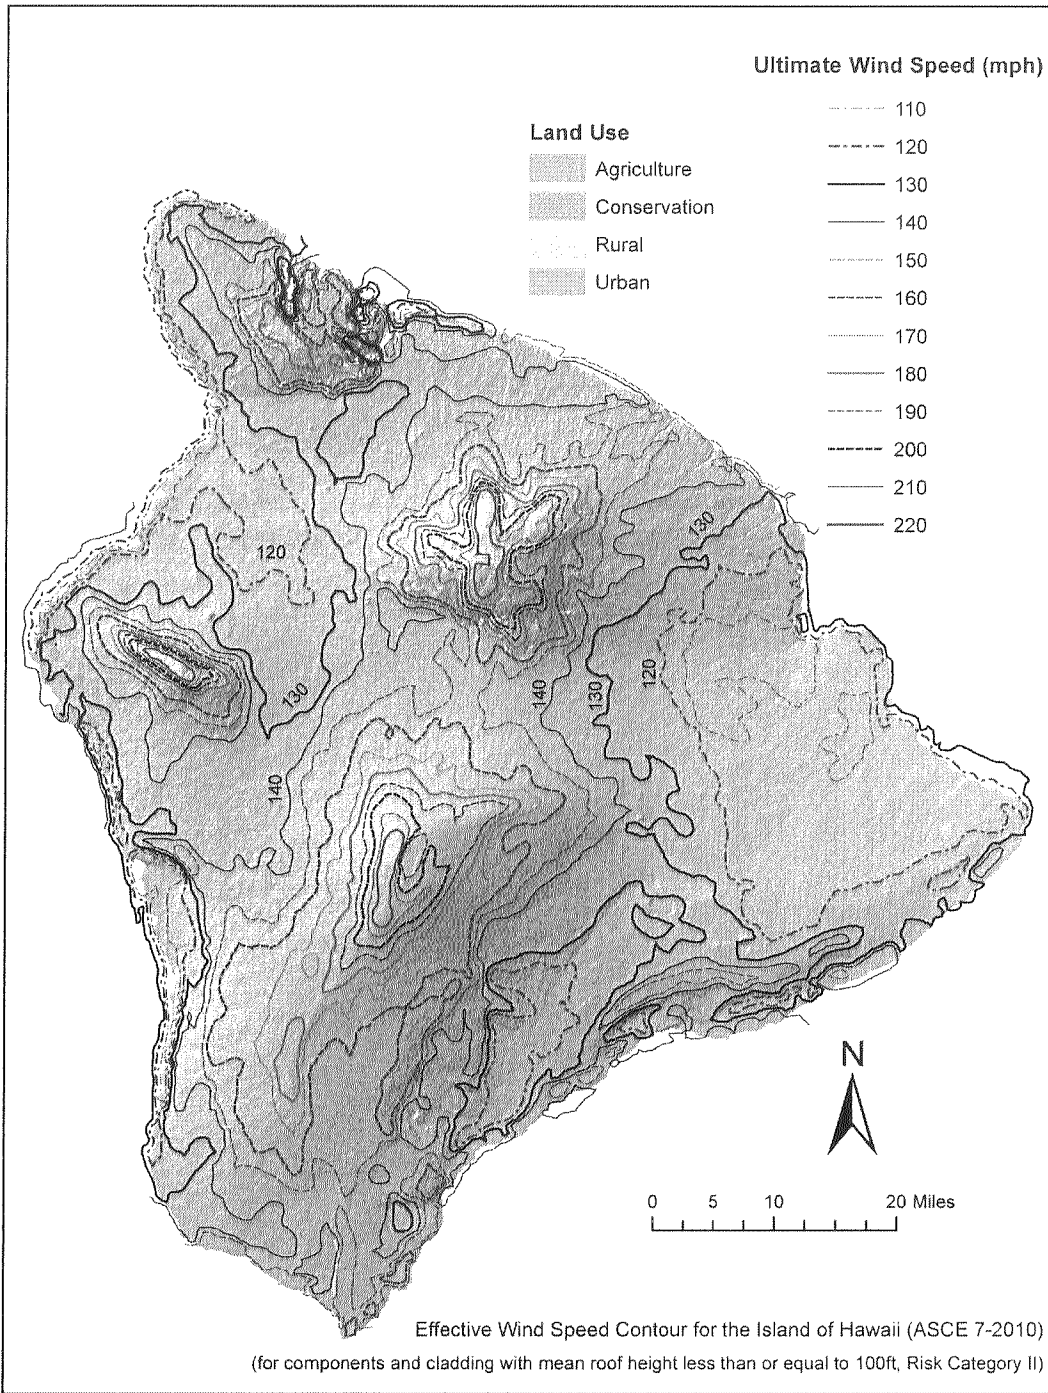 Ultimate Wind Speed (mph)
110
120
130
140
150
160
170
180
190
200
210
220
Land Use
Agriculture
Conservation
Rural
Urban
130
120
120
130
140
130
140
N
0 5 10 20 Miles
Effective Wind Speed Contour for the Island of Hawaii (ASCE 7-2010)
(for components and cladding with mean roof height less than or equal to 100ft, Risk Category II)